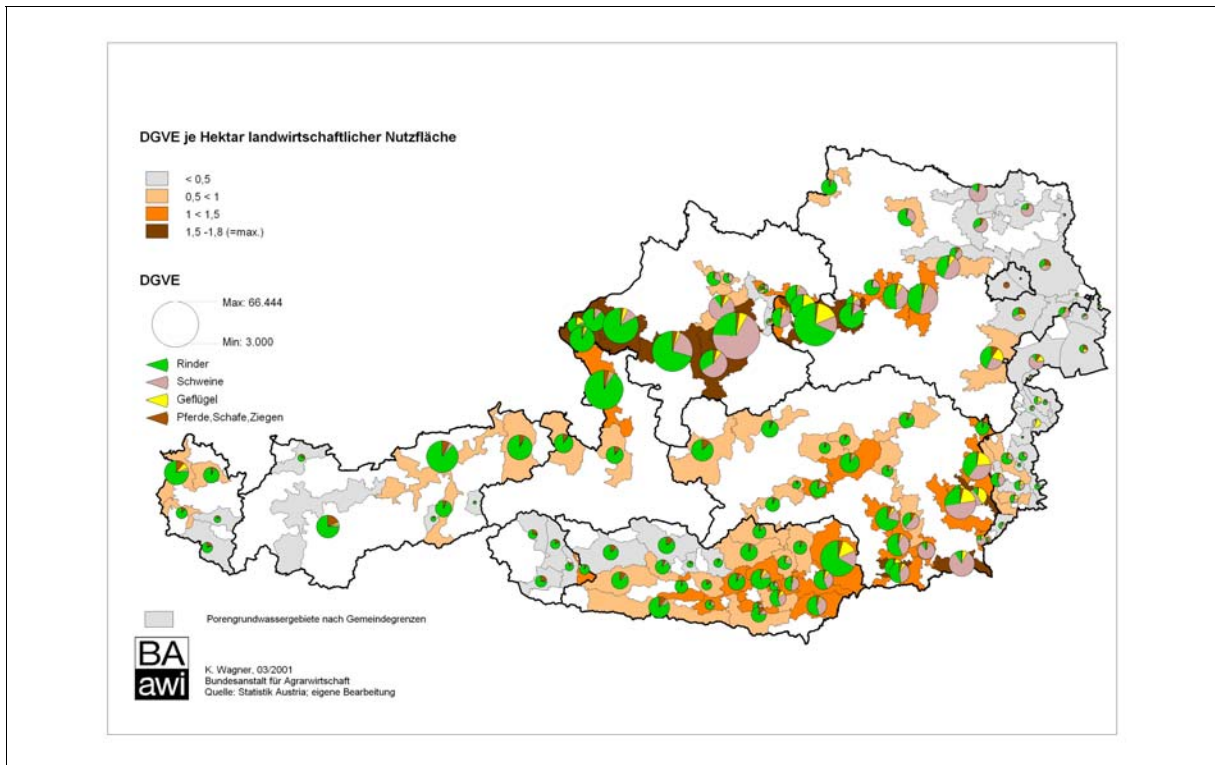 DGVE je Hektar landwirtschaftlicher Nutzfläche
< 0,5
0,5 < 1
1 < 1,5
1,5 -1,8 (=max.)
DGVE
Max: 66.444
Min: 3.000
Rinder
Schweine
Geflügel
Pferde,Schafe,Ziegen
Porengrundwassergebiete nach Gemeindegrenzen
BA
awi
K. Wagner, 03/2001
Bundesanstalt für Agrarwirtschaft
Quelle: Statistik Austria; eigene Bearbeitung